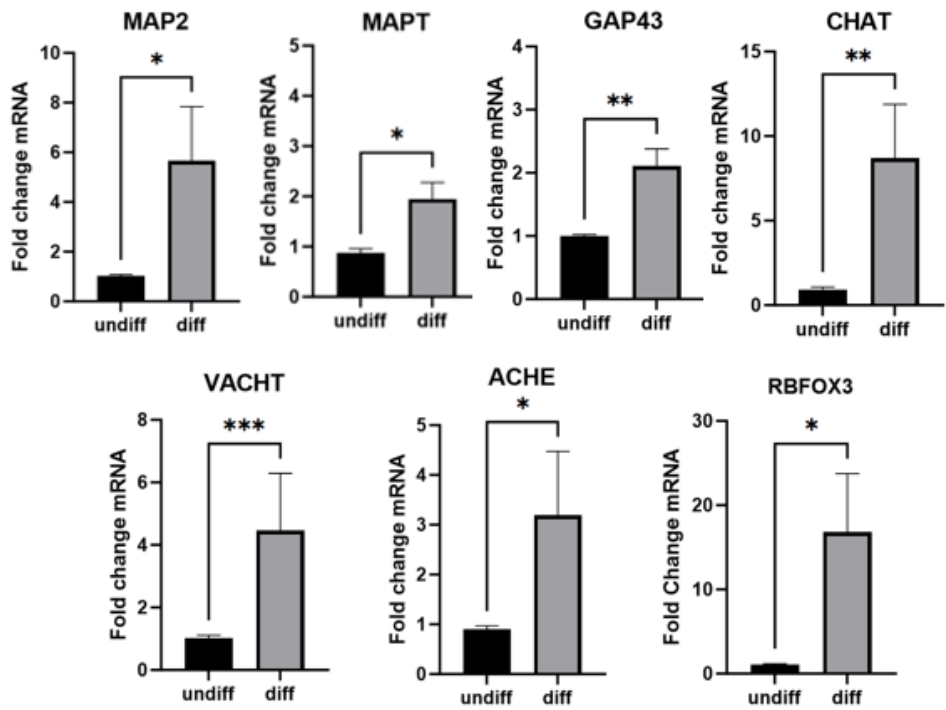 MAP2
*
Fold change mRNA
10
8
6
4
2
0
undiff diff
MAPT
*
Fold change mRNA
5
4
3
2
1
0
undiff diff
GAP43
**
Fold change mRNA
4
3
2
1
0
undiff diff
CHAT
**
Fold change mRNA
15
10
5
0
undiff diff
VACHT
***
Fold change mRNA
8
6
4
2
0
undiff diff
ACHE
*
Fold change mRNA
5
4
3
2
1
0
undiff diff
RBFOX3
*
Fold Change mRNA
30
20
10
0
undiff diff